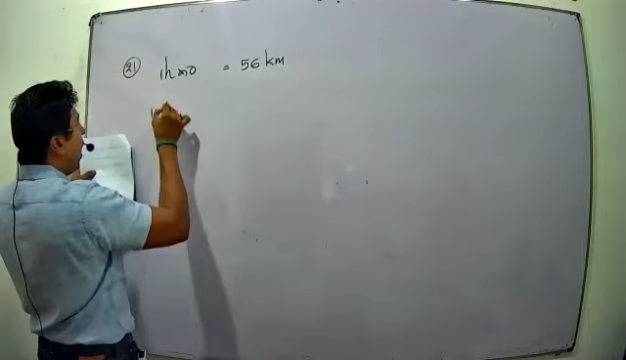 (21) 1h = 56 km